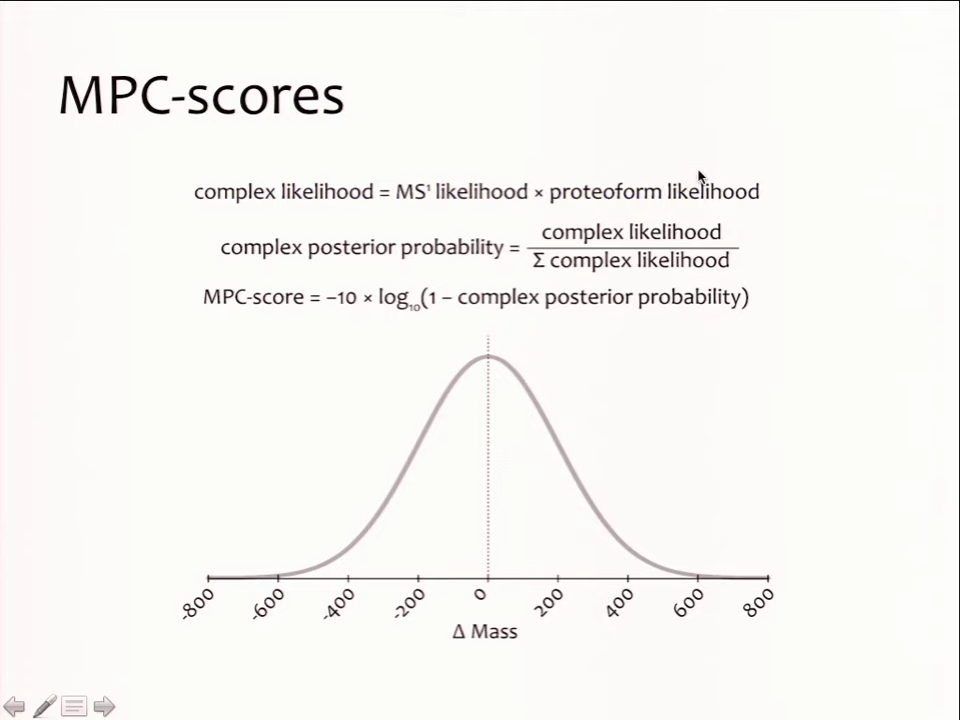 MPC-scores
complex likelihood = MS¹ likelihood × proteoform likelihood
complex posterior probability = complex likelihood / Σ complex likelihood
MPC-score = –10 × log₁₀(1 – complex posterior probability)
-800 -600 -400 -200 0 200 400 600 800
Δ Mass